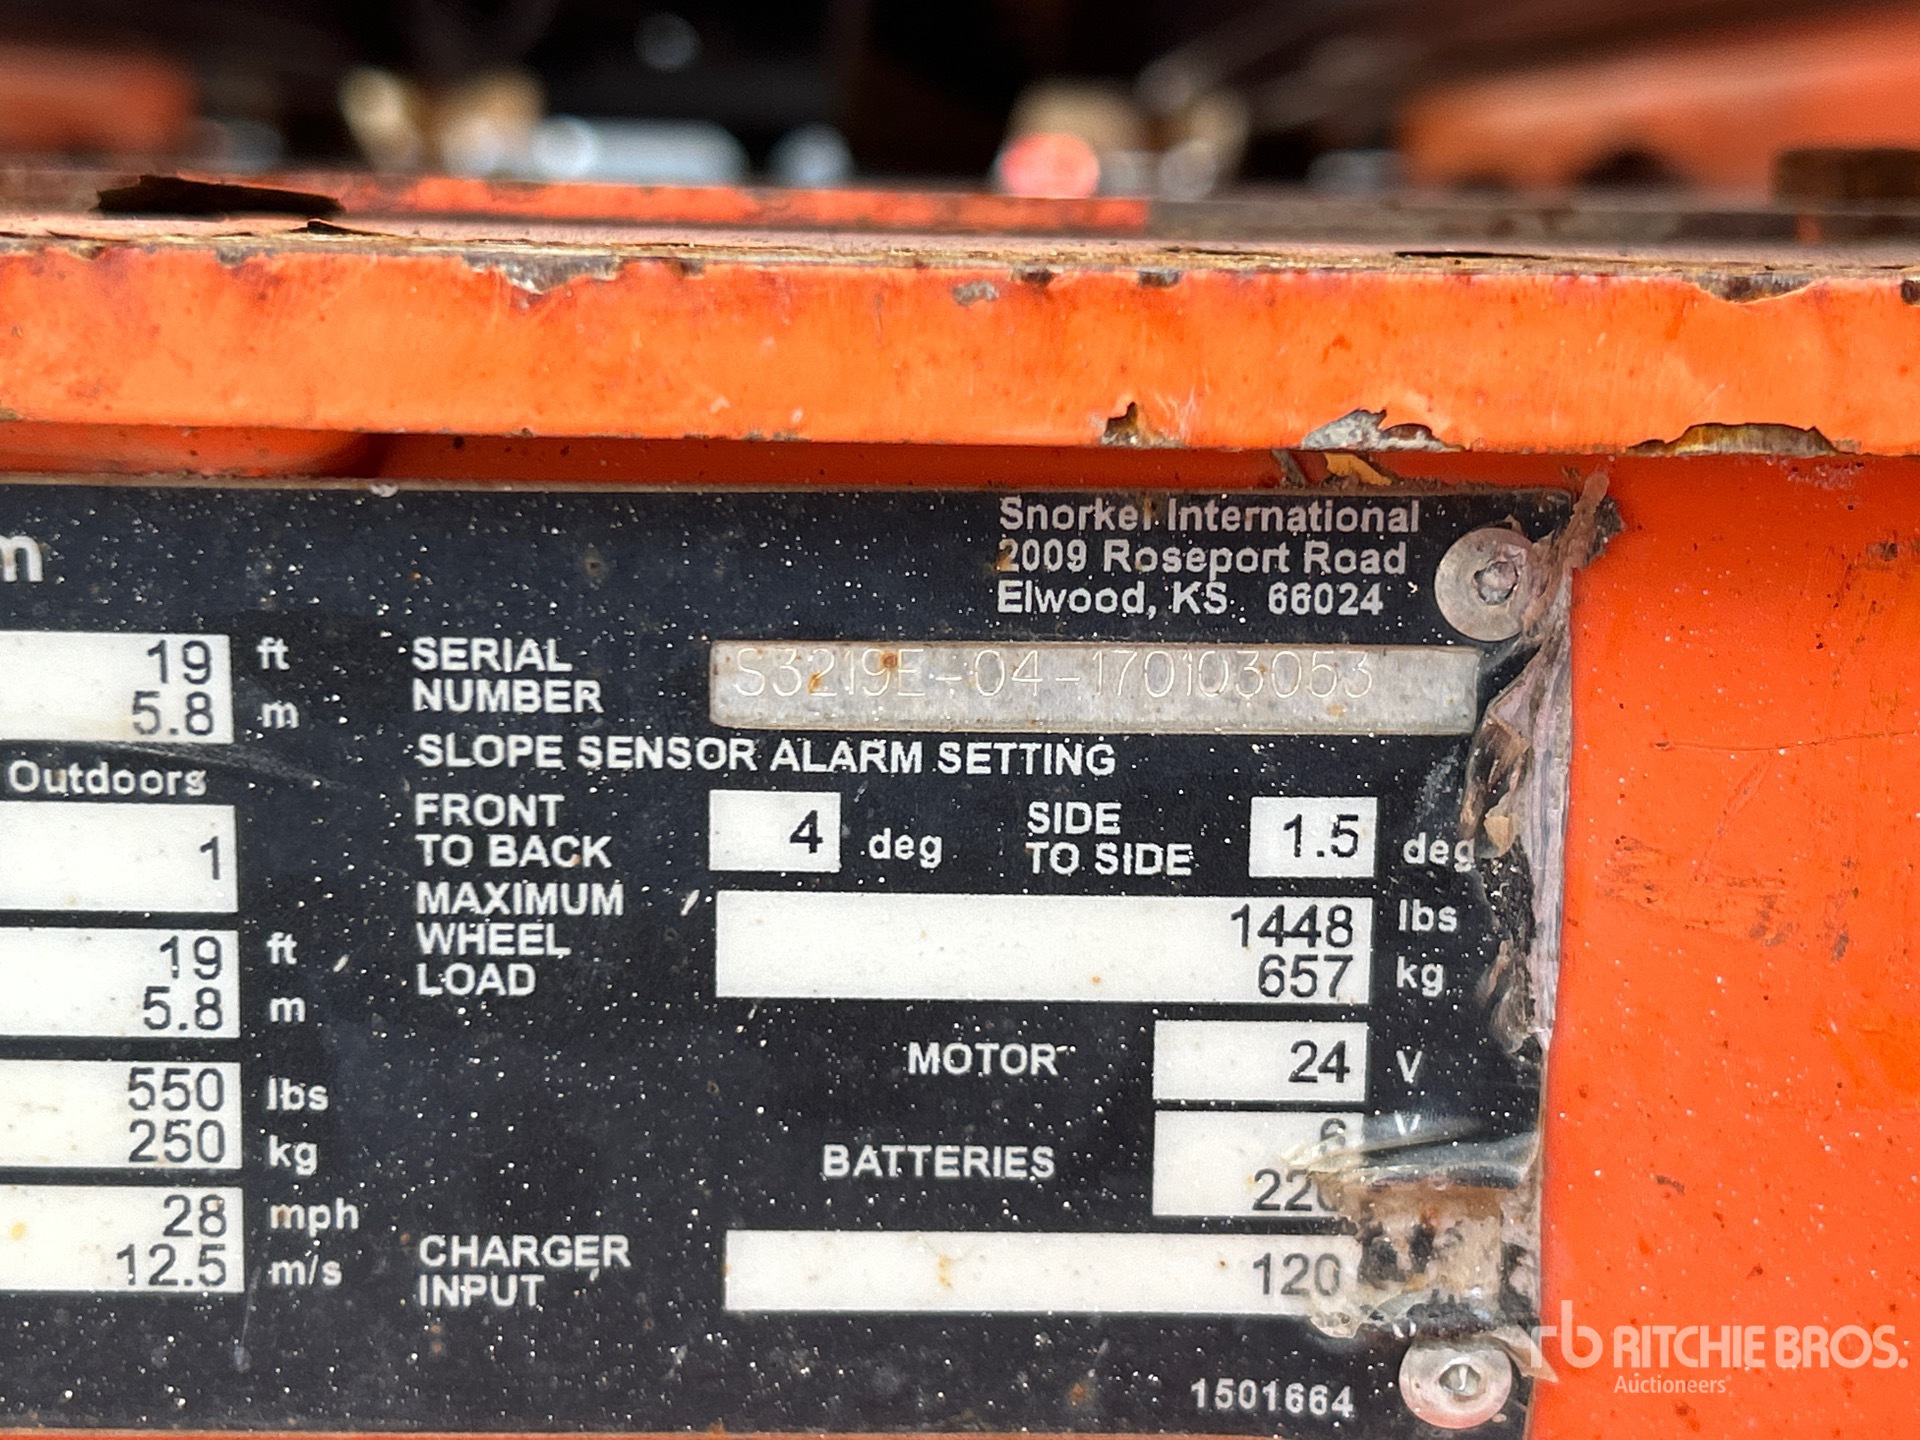 m
Snorkel International
2009 Roseport Road
Elwood, KS 66024
19 ft
5.8 m
Outdoors
1
19 ft
5.8 m
550 lbs
250 kg
28 mph
12.5 m/s
SERIAL
NUMBER
S3219E-04-170103053
SLOPE SENSOR ALARM SETTING
FRONT
TO BACK
4 deg
SIDE
TO SIDE
1.5 deg
MAXIMUM
WHEEL
LOAD
1448 lbs
657 kg
MOTOR 24 V
BATTERIES
6 V
CHARGER
INPUT
120
1501664
rb RITCHIE BROS.
Auctioneers